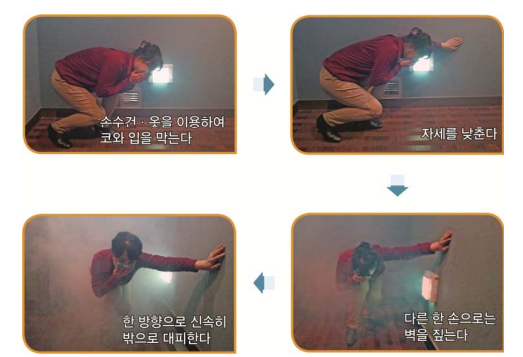 손수건 · 옷을 이용하여
코와 입을 막는다
자세를 낮춘다
다른 한 손으로는
벽을 짚는다
한 방향으로 신속히
밖으로 대피한다